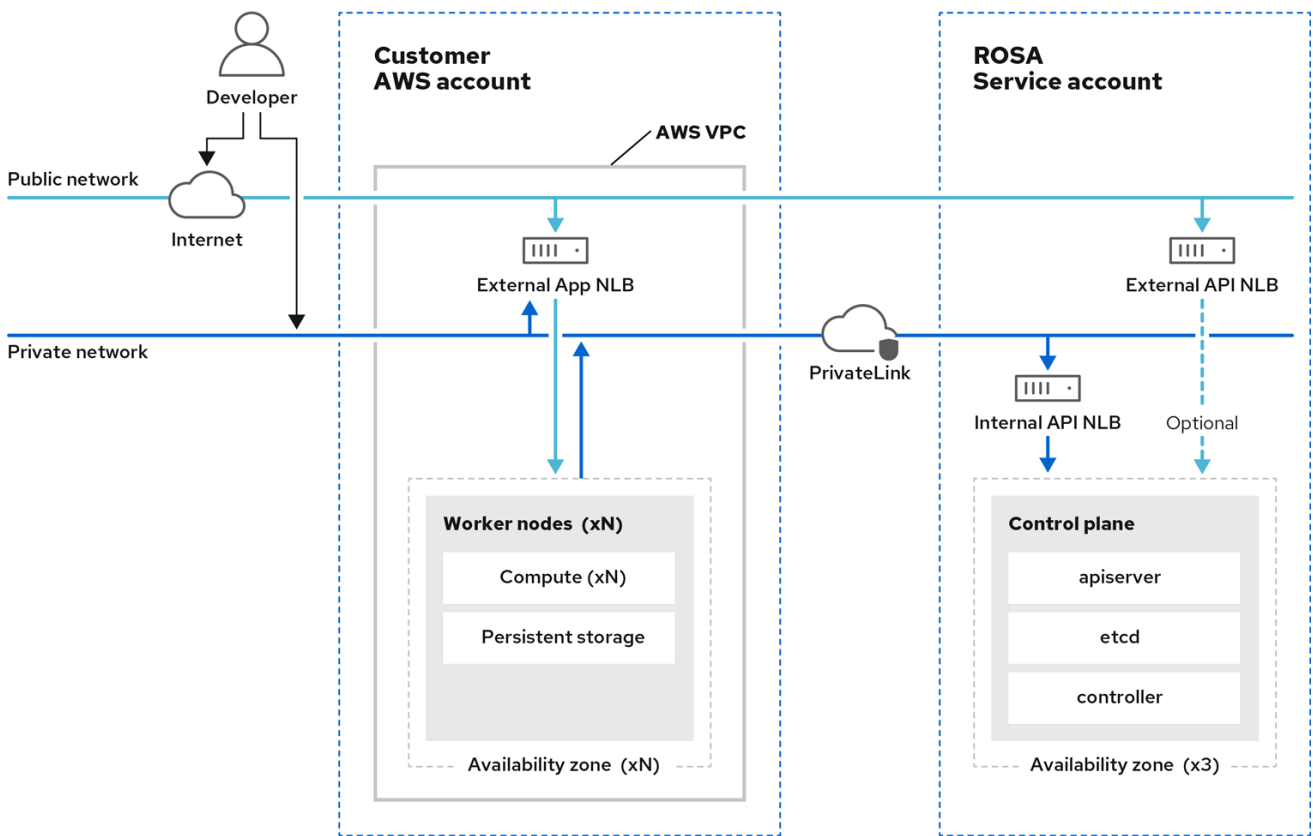 Customer
AWS account
ROSA
Service account
Developer
AWS VPC
Public network
Internet
External App NLB
External API NLB
Private network
PrivateLink
Internal API NLB
Optional
Worker nodes (xN)
Compute (xN)
Persistent storage
Availability zone (xN)
Control plane
apiserver
etcd
controller
Availability zone (x3)